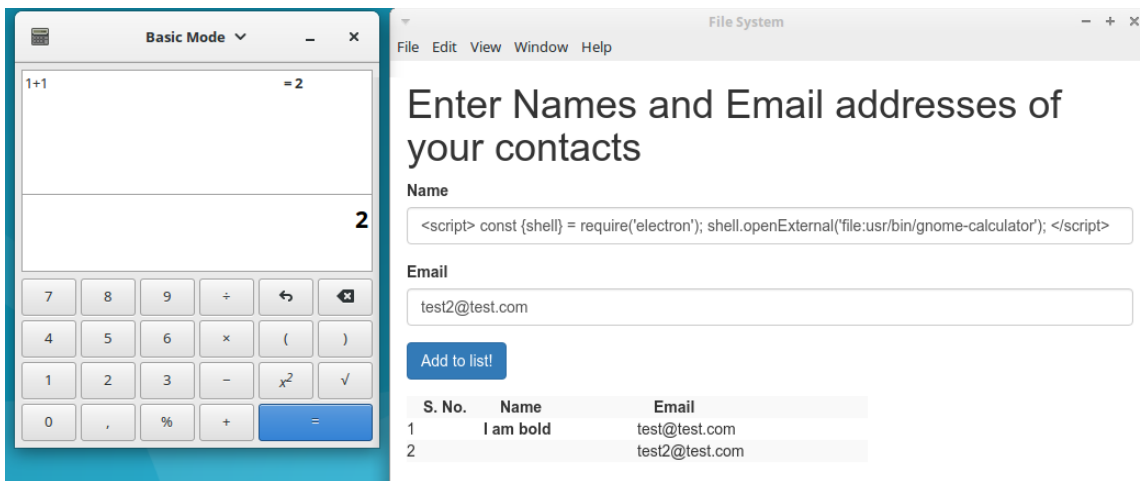 Basic Mode
1+1 = 2
2
7 8 9 ÷
4 5 6 × ( )
1 2 3 − x² √
0 , % + =
File System
File Edit View Window Help
Enter Names and Email addresses of
your contacts
Name
<script> const {shell} = require('electron'); shell.openExternal('file:usr/bin/gnome-calculator'); </script>
Email
test2@test.com
Add to list!
S. No. Name Email
1 I am bold test@test.com
2 test2@test.com